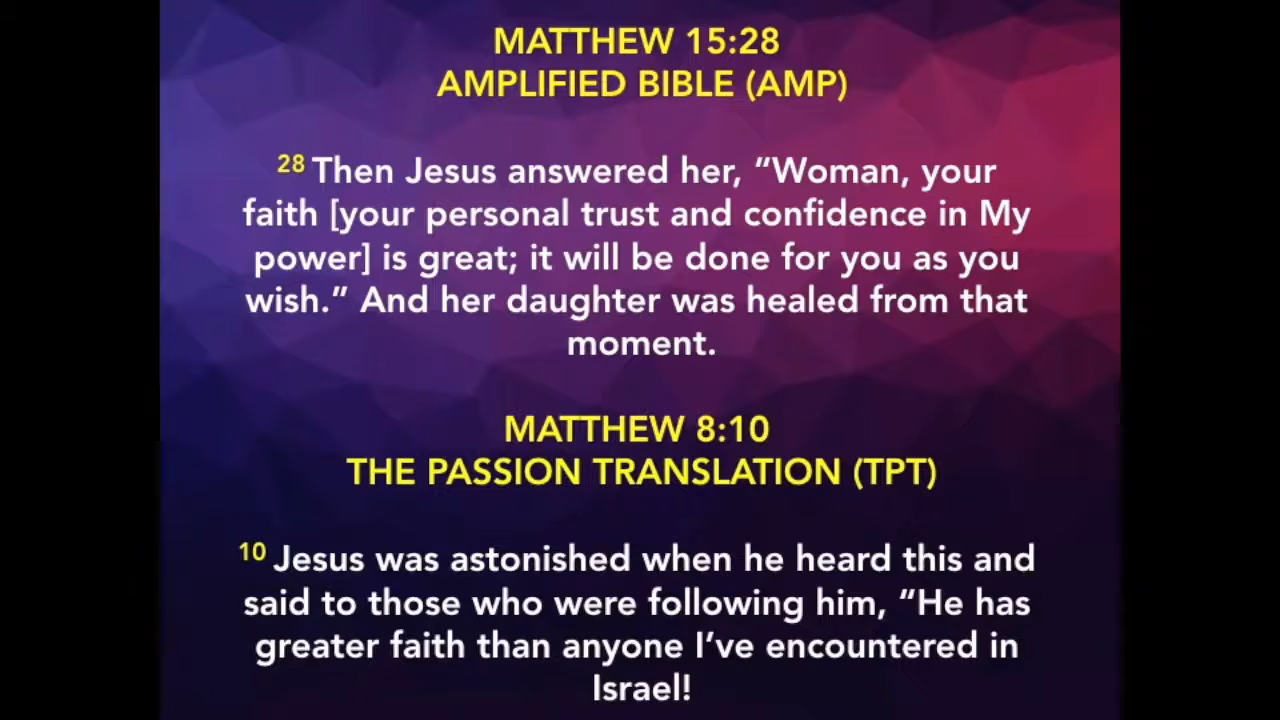 MATTHEW 15:28
AMPLIFIED BIBLE (AMP)
28 Then Jesus answered her, “Woman, your
faith [your personal trust and confidence in My
power] is great; it will be done for you as you
wish.” And her daughter was healed from that
moment.
MATTHEW 8:10
THE PASSION TRANSLATION (TPT)
10 Jesus was astonished when he heard this and
said to those who were following him, “He has
greater faith than anyone I’ve encountered in
Israel!